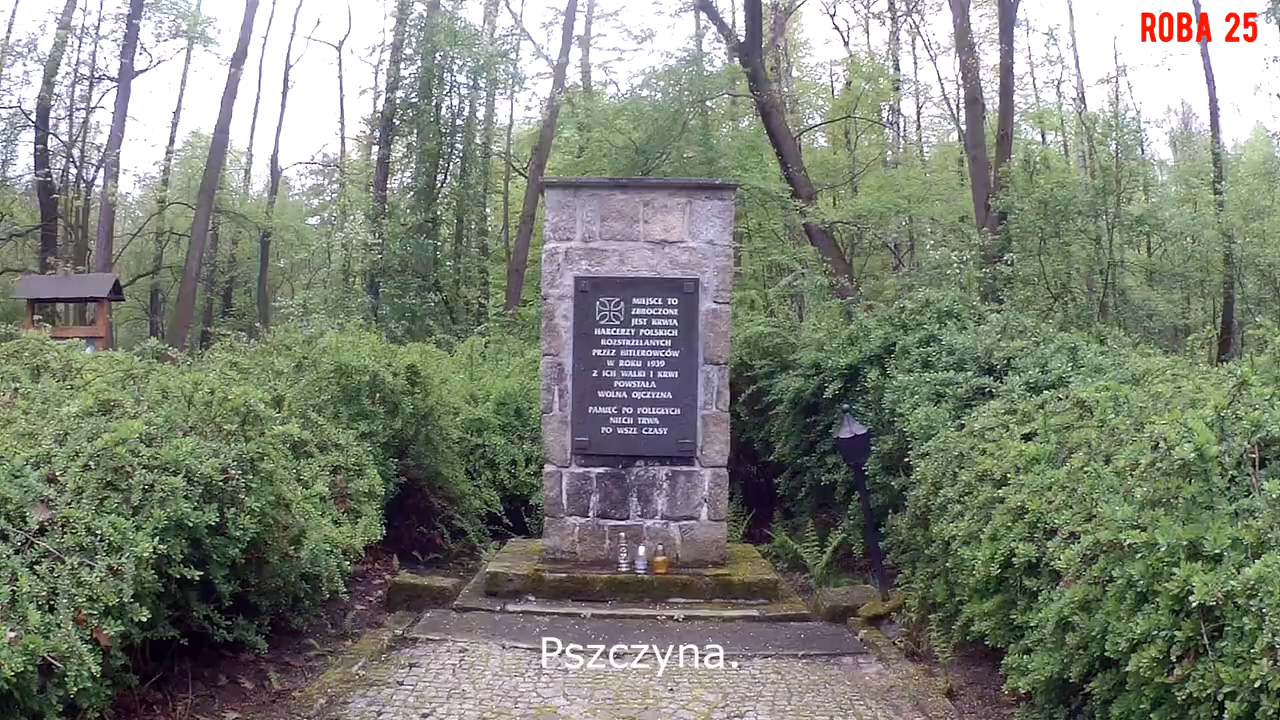 ROBA 25
MIEJSCE TO
ZBROCZONE
JEST KRWIĄ
HARCERZY POLSKICH
ROZSTRZELANYCH
PRZEZ HITLEROWCÓW
W ROKU 1939
Z ICH WALKI I KRWI
POWSTAŁA
WOLNA OJCZYZNA
PAMIĘĆ PO POLEGŁYCH
NIECH TRWA
PO WSZE CZASY
Pszczyna.